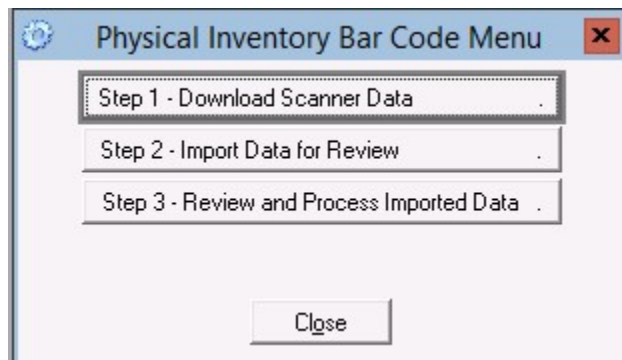 Physical Inventory Bar Code Menu
Step 1 - Download Scanner Data .
Step 2 - Import Data for Review .
Step 3 - Review and Process Imported Data .
Close